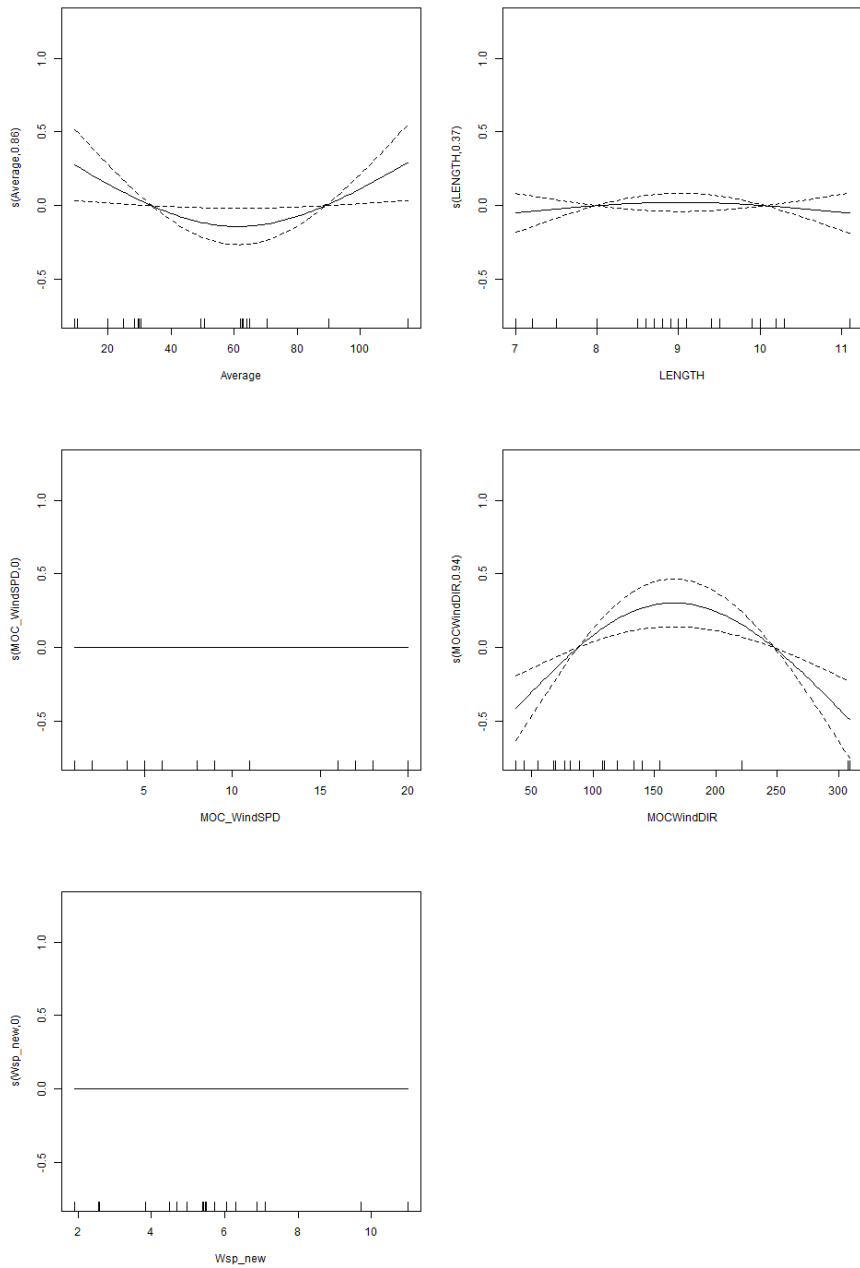 1.0
0.5
0.0
-0.5
s(Average,0.86)
20 40 60 80 100
Average
1.0
0.5
0.0
-0.5
s(LENGTH,0.37)
7 8 9 10 11
LENGTH
1.0
0.5
0.0
-0.5
s(MOC_WindSPD,0)
5 10 15 20
MOC_WindSPD
1.0
0.5
0.0
-0.5
s(MOCWindDIR,0.94)
50 100 150 200 250 300
MOCWindDIR
1.0
0.5
0.0
-0.5
s(Wsp_new,0)
2 4 6 8 10
Wsp_new